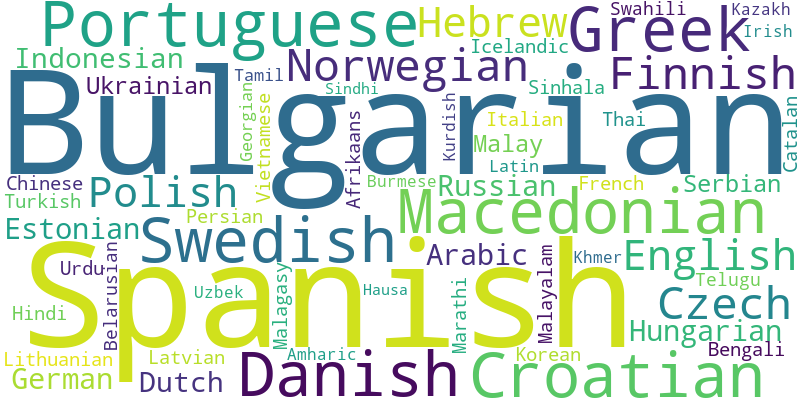 Portuguese
Hebrew
Greek
Swahili
Kazakh
Irish
Icelandic
Indonesian
Norwegian
Finnish
Ukrainian
Tamil
Sindhi
Sinhala
Bulgarian
Georgian
Vietnamese
Afrikaans
Kurdish
Italian
Thai
Catalan
Malay
Latin
Chinese
Turkish
Polish
Burmese
Russian
French
Serbian
Persian
Estonian
Swedish
Macedonian
Arabic
English
Urdu
Belarusian
Spanish
Malayalam
Khmer
Telugu
Hindi
Uzbek
Malagasy
Hausa
Marathi
Czech
Hungarian
Lithuanian
Latvian
Amharic
Korean
Bengali
German
Dutch
Danish
Croatian